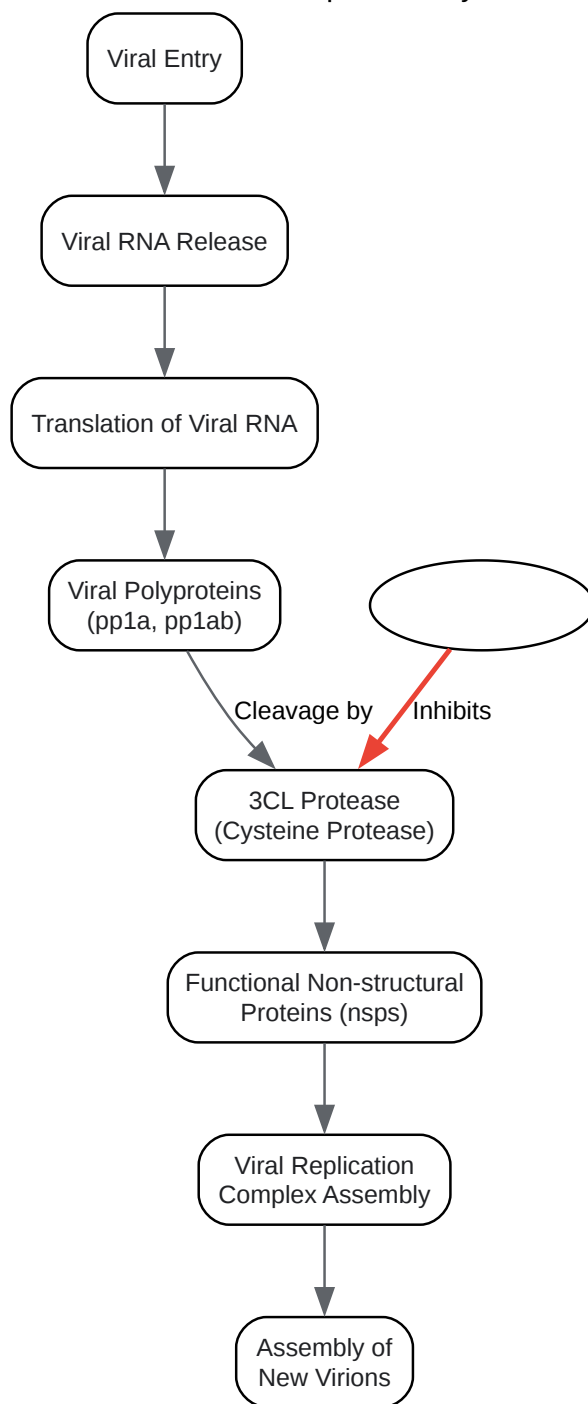 Viral Entry
Viral RNA Release
Translation of Viral RNA
Viral Polyproteins
(pp1a, pp1ab)
Cleavage by
Inhibits
3CL Protease
(Cysteine Protease)
Functional Non-structural
Proteins (nsps)
Viral Replication
Complex Assembly
Assembly of
New Virions